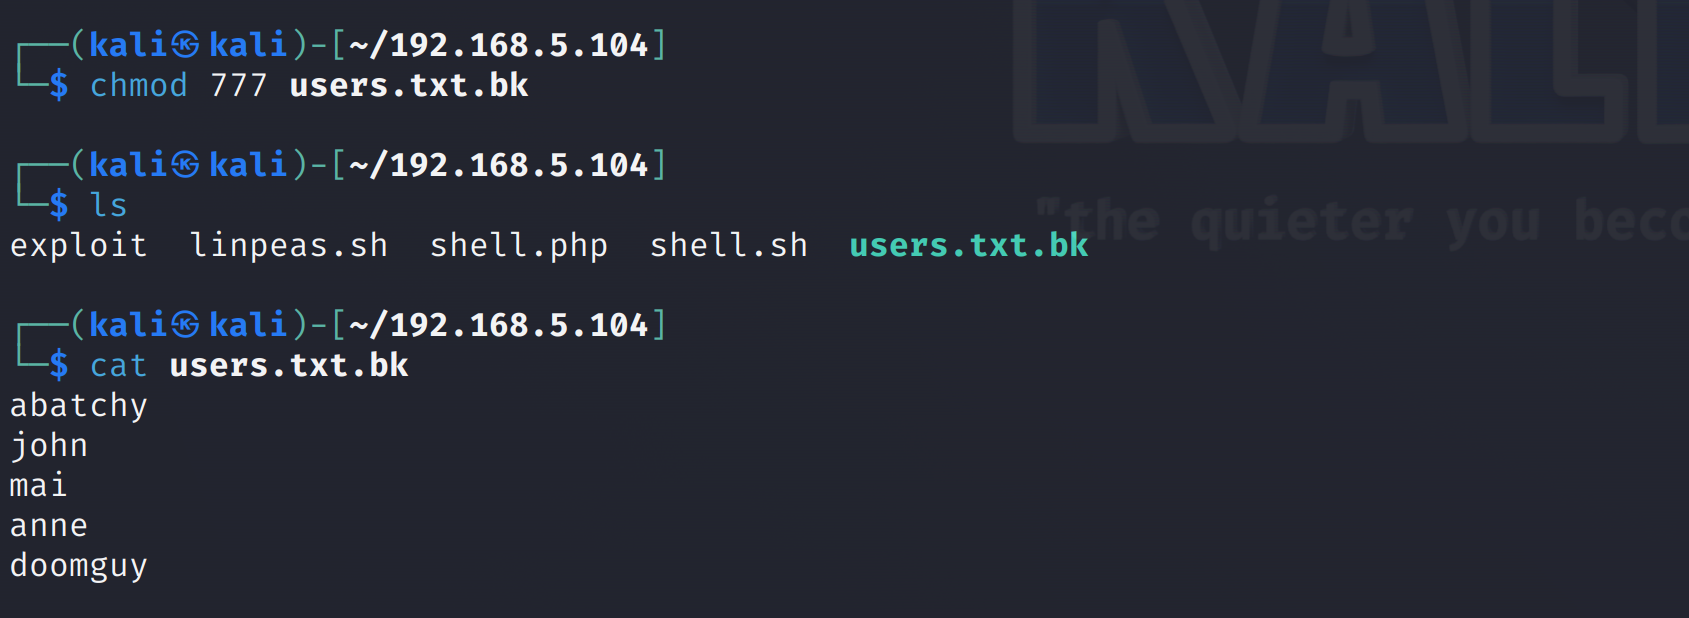 ┌──(kali㉿kali)-[~/192.168.5.104]
└─$ chmod 777 users.txt.bk
┌──(kali㉿kali)-[~/192.168.5.104]
└─$ ls
"the quieter you beco
exploit linpeas.sh shell.php shell.sh users.txt.bk
┌──(kali㉿kali)-[~/192.168.5.104]
└─$ cat users.txt.bk
abatchy
john
mai
anne
doomguy